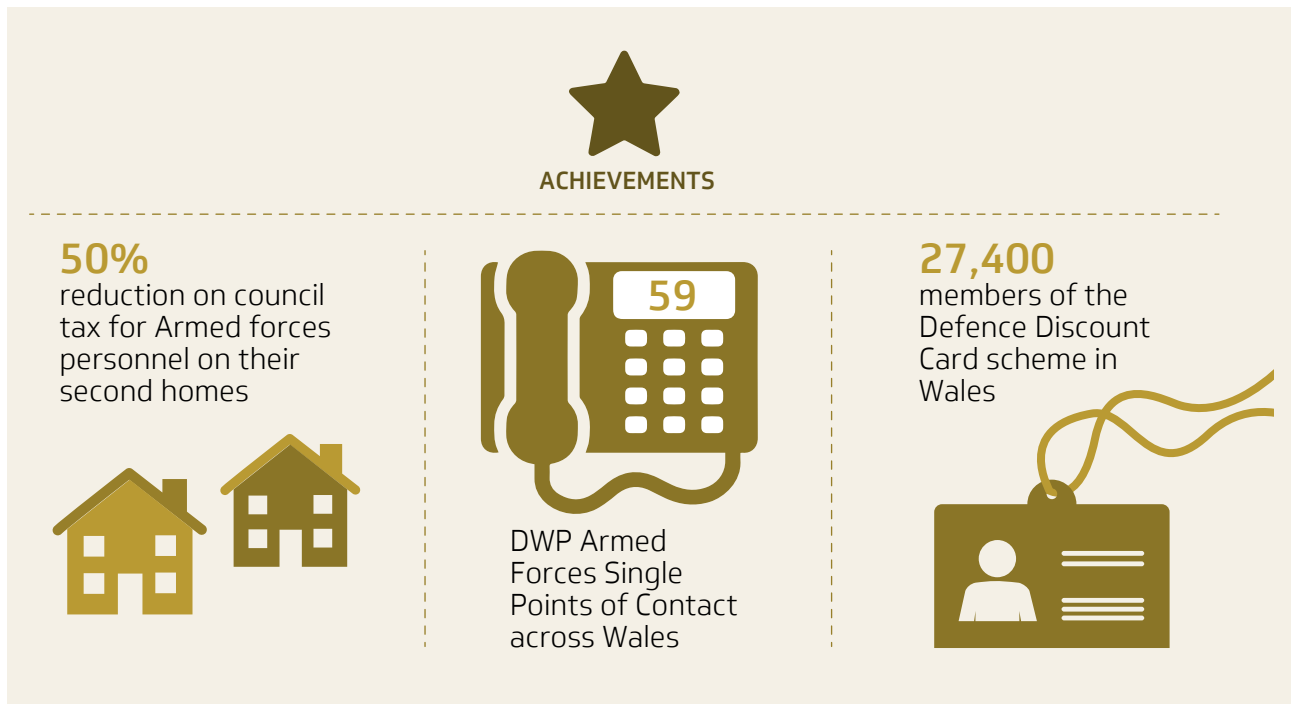 ACHIEVEMENTS
50%
reduction on council
tax for Armed forces
personnel on their
second homes
59
DWP Armed
Forces Single
Points of Contact
across Wales
27,400
members of the
Defence Discount
Card scheme in
Wales